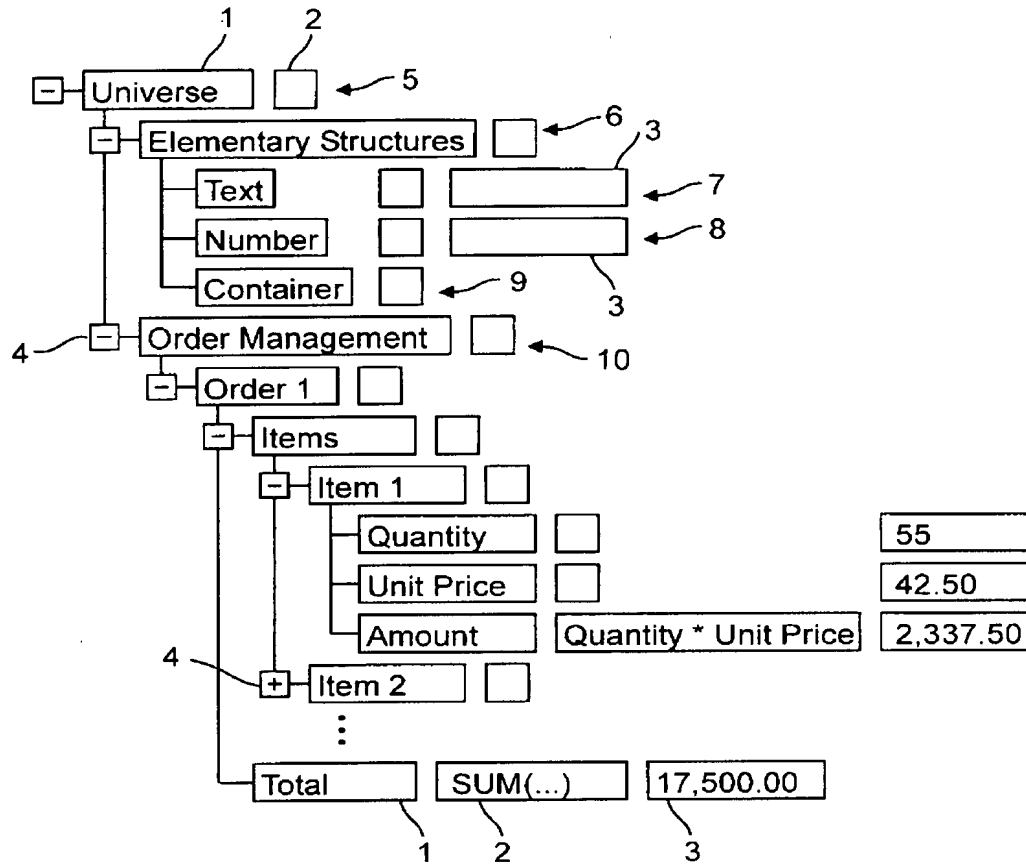 1 2
− Universe 5
− Elementary Structures 6
3
Text 7
Number 8
Container 9 3
4 − Order Management 10
− Order 1
− Items
− Item 1
Quantity 55
Unit Price 42.50
Amount Quantity * Unit Price 2,337.50
4
+ Item 2
⋮
Total SUM(...) 17,500.00
1 2 3